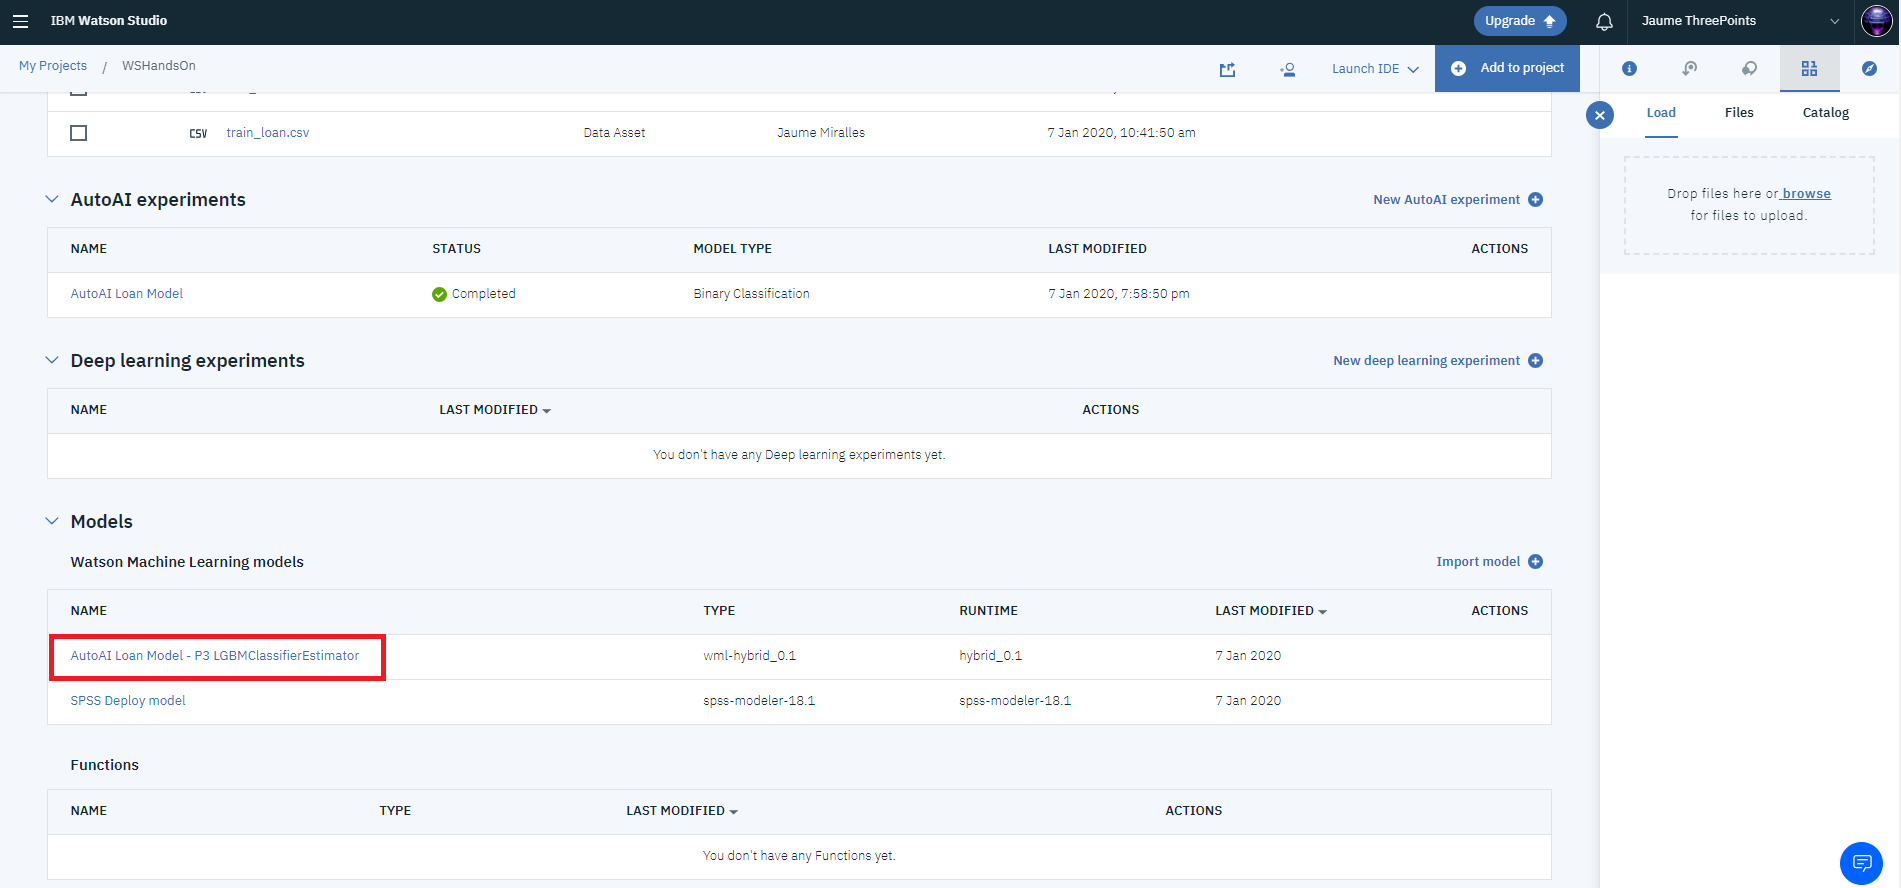 IBM Watson Studio
Upgrade
Jaume ThreePoints
My Projects / WSHandsOn
Launch IDE
Add to project
Load
Files
Catalog
CSV train_loan.csv Data Asset Jaume Miralles 7 Jan 2020, 10:41:50 am
Drop files here or browse
for files to upload.
AutoAI experiments
New AutoAI experiment
NAME STATUS MODEL TYPE LAST MODIFIED ACTIONS
AutoAI Loan Model Completed Binary Classification 7 Jan 2020, 7:58:50 pm
Deep learning experiments
New deep learning experiment
NAME LAST MODIFIED ACTIONS
You don't have any Deep learning experiments yet.
Models
Watson Machine Learning models
Import model
NAME TYPE RUNTIME LAST MODIFIED ACTIONS
AutoAI Loan Model - P3 LGBMClassifierEstimator wml-hybrid_0.1 hybrid_0.1 7 Jan 2020
SPSS Deploy model spss-modeler-18.1 spss-modeler-18.1 7 Jan 2020
Functions
NAME TYPE LAST MODIFIED ACTIONS
You don't have any Functions yet.